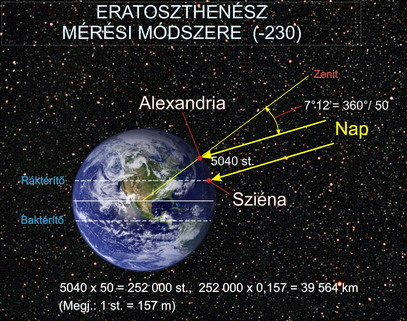 ERATOSZTHENÉSZ
MÉRÉSI MÓDSZERE (-230)
Zenit
Alexandria
7°12'= 360°/ 50
Nap
5040 st.
Ráktérítő
Sziéna
Baktérítő
5040 x 50 = 252 000 st., 252 000 x 0,157 = 39 564 km
(Megj.: 1 st. = 157 m)